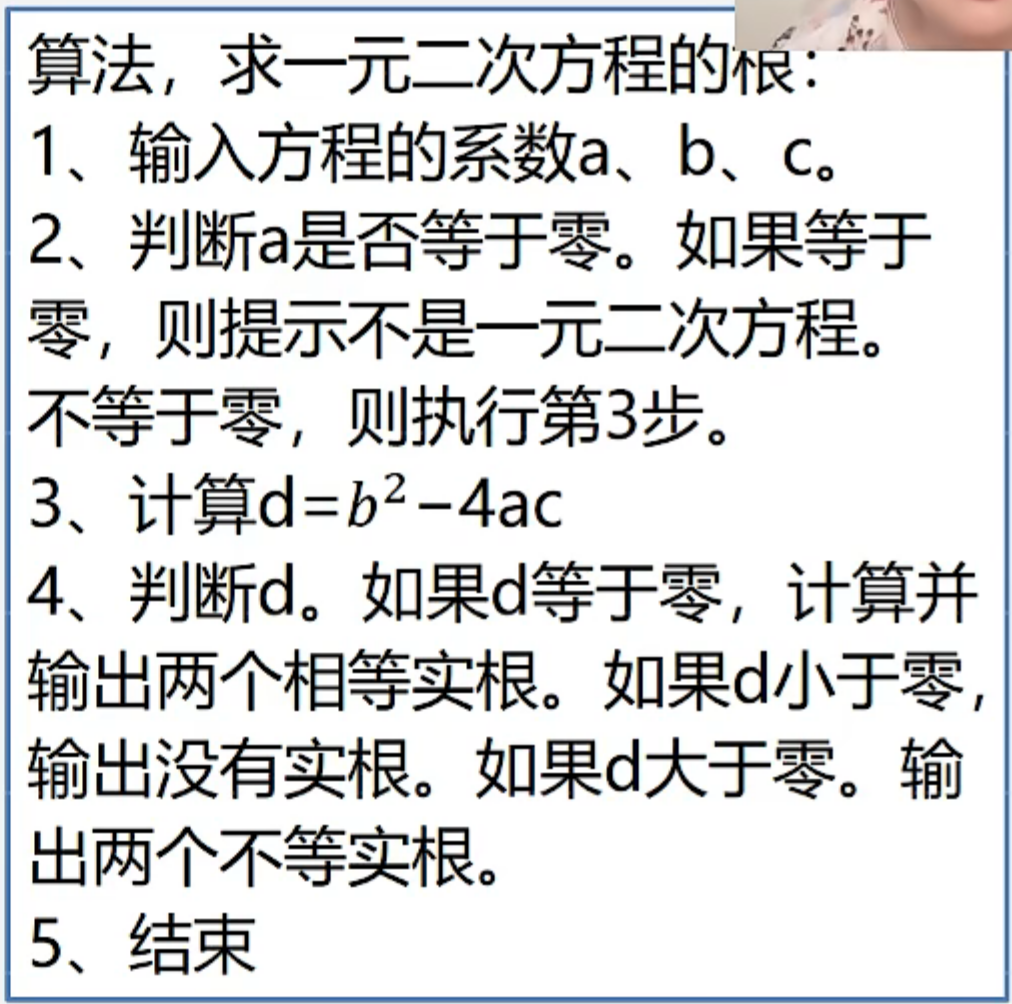 算法，求一元二次方程的根：
1、输入方程的系数a、b、c。
2、判断a是否等于零。如果等于
零，则提示不是一元二次方程。
不等于零，则执行第3步。
3、计算d=b²−4ac
4、判断d。如果d等于零，计算并
输出两个相等实根。如果d小于零，
输出没有实根。如果d大于零。输
出两个不等实根。
5、结束